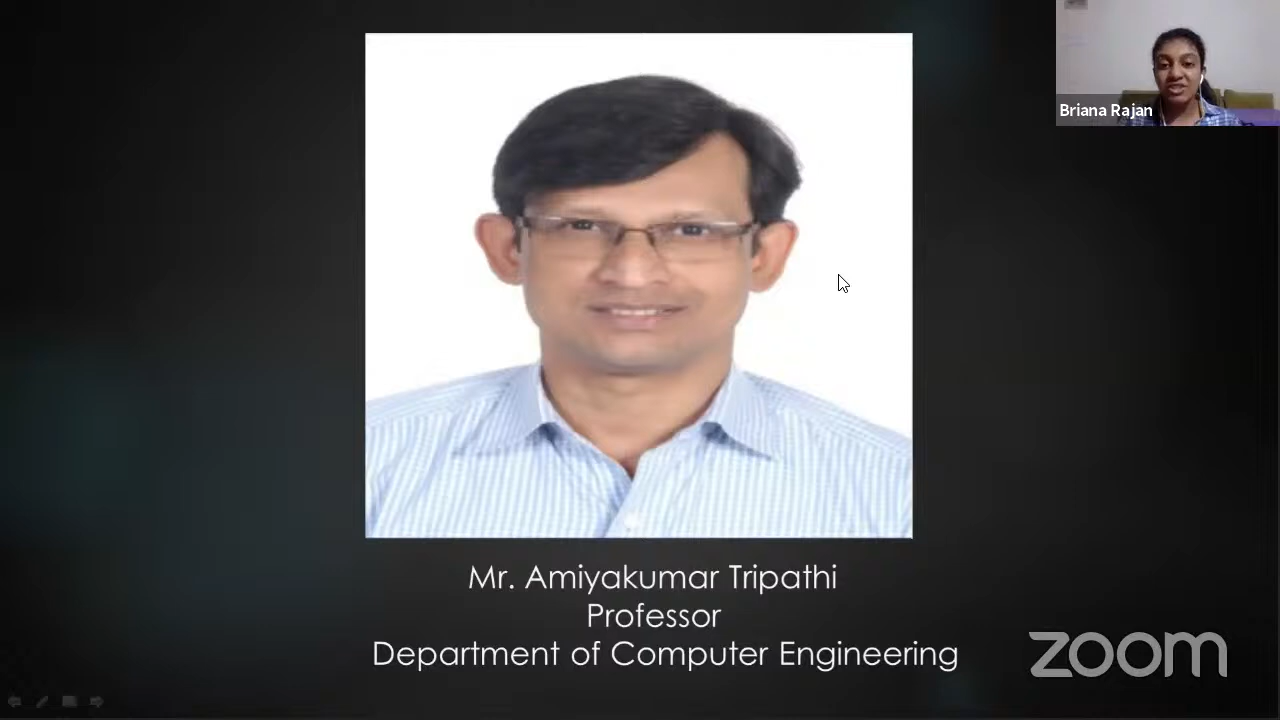 Briana Rajan
Mr. Amiyakumar Tripathi
Professor
Department of Computer Engineering
zoom